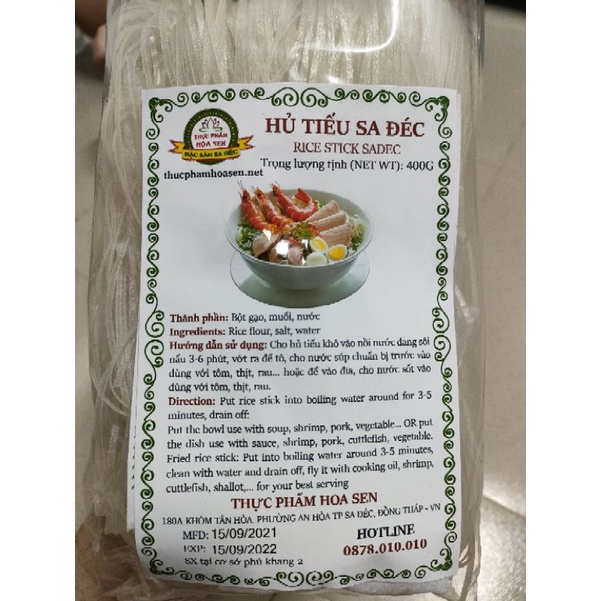 THỰC PHẨM
HOA SEN
ĐẶC SẢN SA ĐÉC
thucphamhoasen.net
HỦ TIẾU SA ĐÉC
RICE STICK SADEC
Trọng lượng tịnh (NET WT): 400G
Thành phần: Bột gạo, muối, nước
Ingredients: Rice flour, salt, water
Hướng dẫn sử dụng: Cho hủ tiếu khô vào nồi nước đang sôi
nấu 3-6 phút, vớt ra để tô, cho nước súp chuẩn bị trước vào
dùng với tôm, thịt, rau... hoặc để vào đĩa, cho nước sốt vào
dùng với tôm, thịt, rau.
Direction: Put rice stick into boiling water around for 3-5
minutes, drain off:
Put the bowl use with soup, shrimp, pork, vegetable... OR put
the dish use with sauce, shrimp, pork, cuttlefish, vegetable.
Fried rice stick: Put into boiling water around 3-5 minutes,
clean with water and drain off, fly it with cooking oil, shrimp,
cuttlefish, shallot,... for your best serving
THỰC PHẨM HOA SEN
180A KHÓM TÂN HÒA, PHƯỜNG AN HÒA TP SA ĐÉC, ĐỒNG THÁP - VN
MFD: 15/09/2021
EXP: 15/09/2022
SX tại cơ sở phú khang 2
HOTLINE
0878.010.010